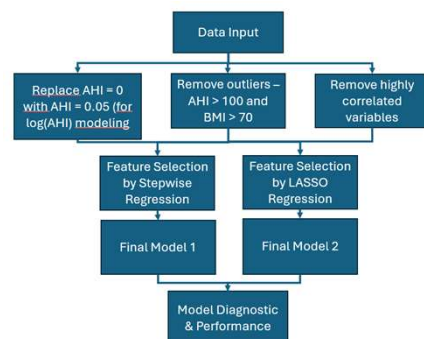 Data Input
Replace AHI = 0
with AHI = 0.05 (for
log(AHI) modeling
Remove outliers –
AHI > 100 and
BMI > 70
Remove highly
correlated
variables
Feature Selection
by Stepwise
Regression
Feature Selection
by LASSO
Regression
Final Model 1
Final Model 2
Model Diagnostic
& Performance